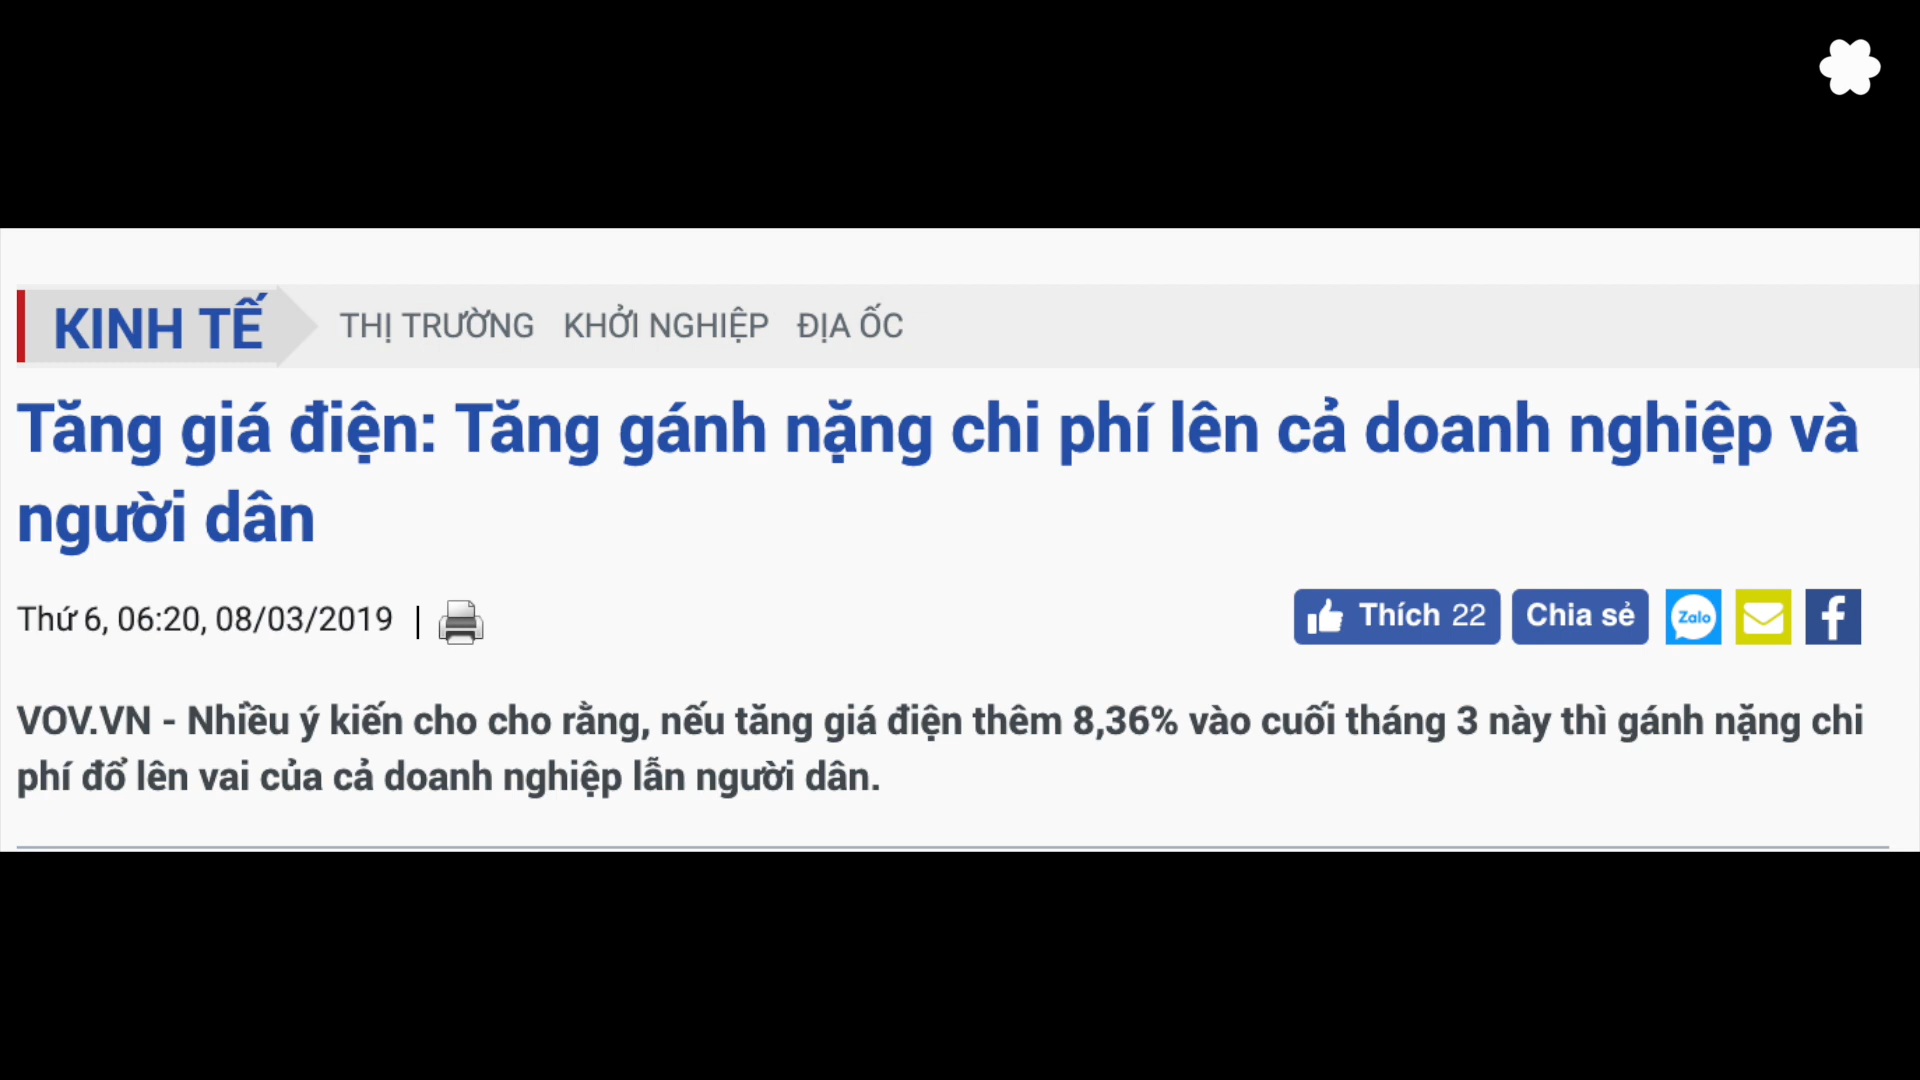 KINH TẾ THỊ TRƯỜNG KHỞI NGHIỆP ĐỊA ỐC
Tăng giá điện: Tăng gánh nặng chi phí lên cả doanh nghiệp và
người dân
Thứ 6, 06:20, 08/03/2019 | Thích 22 Chia sẻ Zalo
VOV.VN - Nhiều ý kiến cho cho rằng, nếu tăng giá điện thêm 8,36% vào cuối tháng 3 này thì gánh nặng chi
phí đổ lên vai của cả doanh nghiệp lẫn người dân.